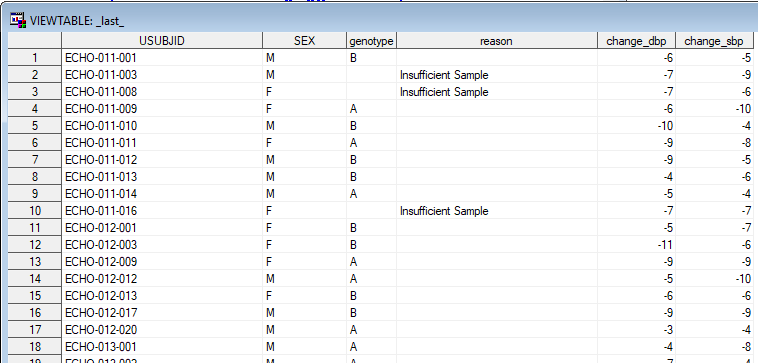 VIEWTABLE: _last_
USUBJID SEX genotype reason change_dbp change_sbp
1 ECHO-011-001 M B -6 -5
2 ECHO-011-003 M Insufficient Sample -7 -9
3 ECHO-011-008 F Insufficient Sample -7 -6
4 ECHO-011-009 F A -6 -10
5 ECHO-011-010 M B -10 -4
6 ECHO-011-011 F A -9 -8
7 ECHO-011-012 M B -9 -5
8 ECHO-011-013 M B -4 -6
9 ECHO-011-014 M A -5 -4
10 ECHO-011-016 F Insufficient Sample -7 -7
11 ECHO-012-001 F B -5 -7
12 ECHO-012-003 F B -11 -6
13 ECHO-012-009 F A -9 -9
14 ECHO-012-012 M A -5 -10
15 ECHO-012-013 F B -6 -6
16 ECHO-012-017 M B -9 -9
17 ECHO-012-020 M A -3 -4
18 ECHO-013-001 M A -4 -8